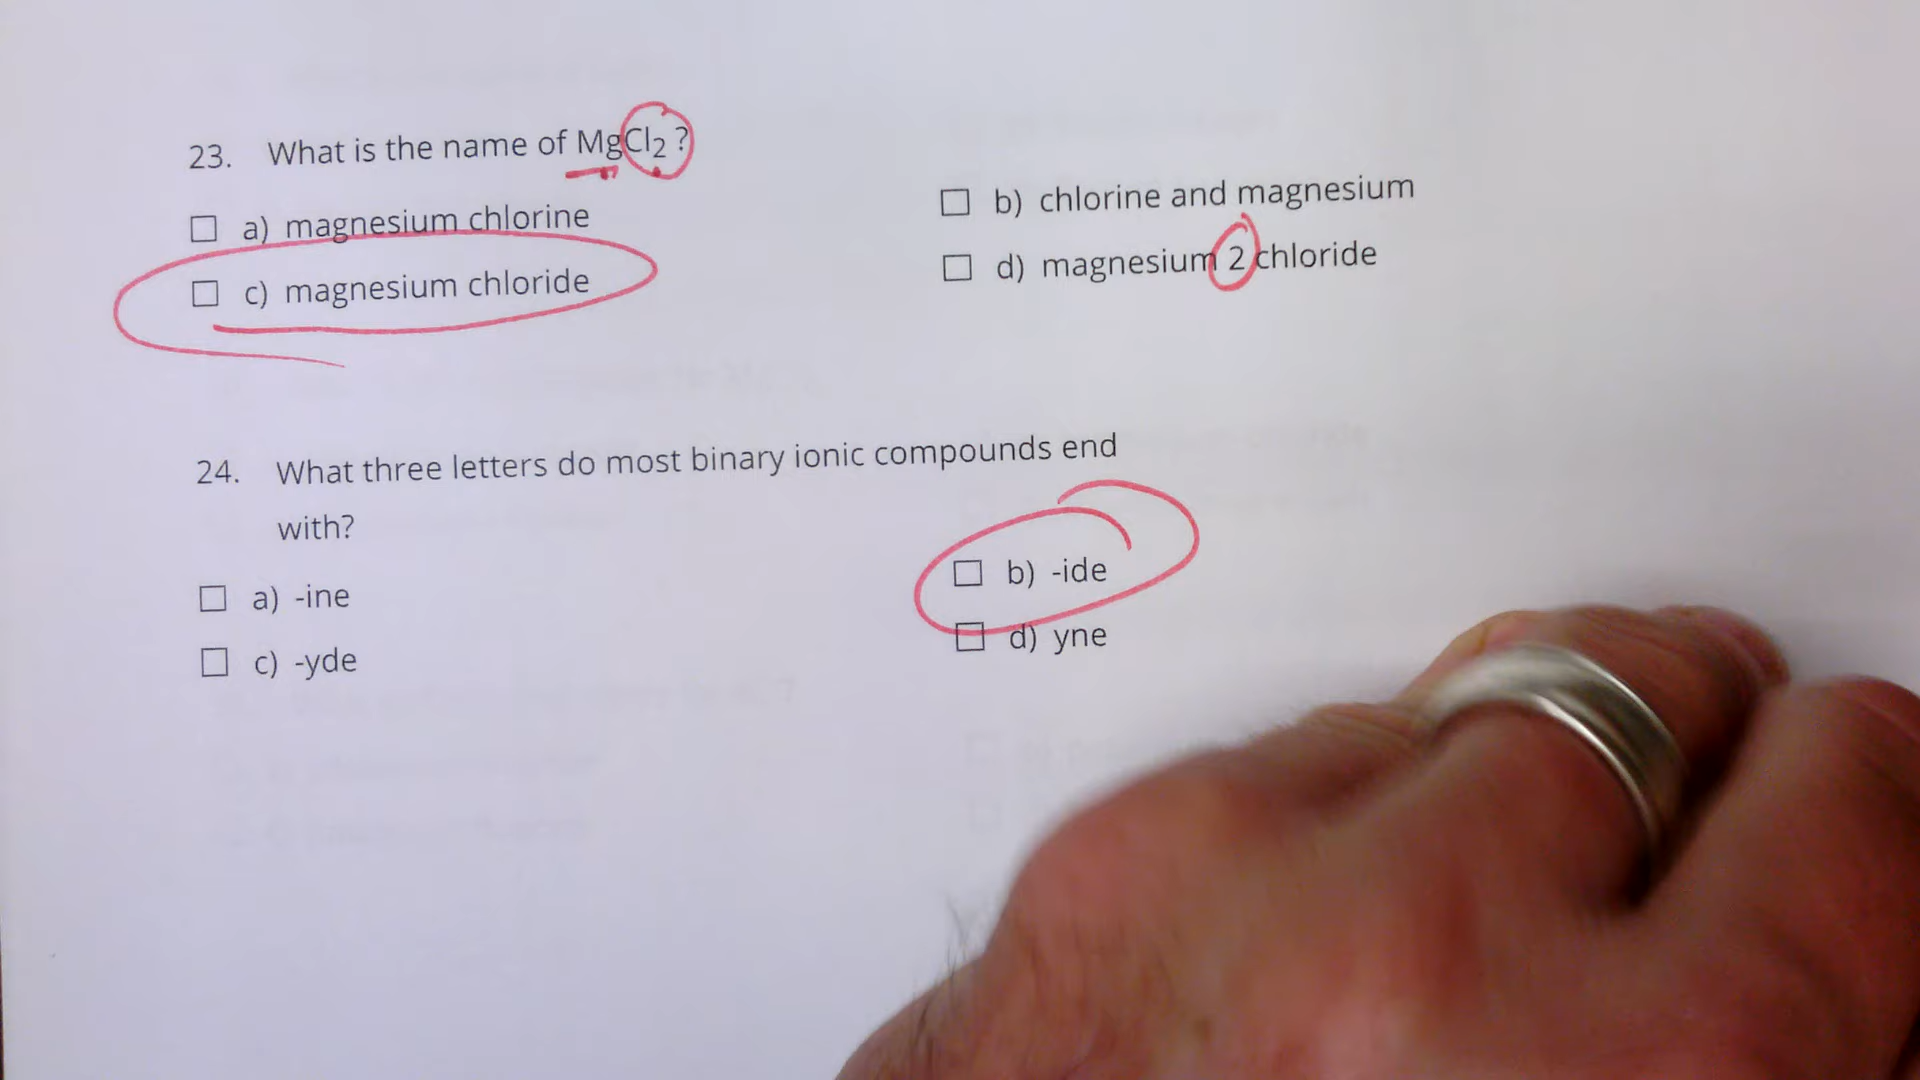 23. What is the name of MgCl₂ ?
☐ a) magnesium chlorine
☐ b) chlorine and magnesium
☐ c) magnesium chloride
☐ d) magnesium 2 chloride
24. What three letters do most binary ionic compounds end
with?
☐ a) -ine
☐ b) -ide
☐ c) -yde
☐ d) yne